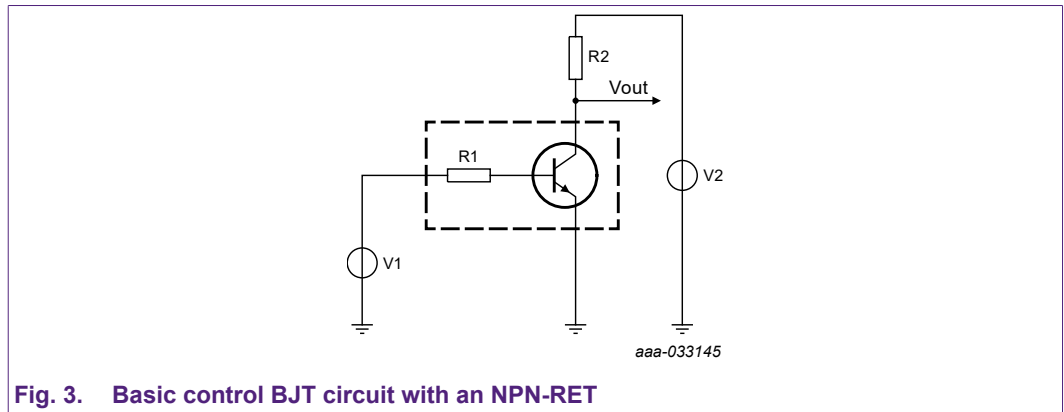 R2
Vout
R1
V2
V1
aaa-033145
Fig. 3. Basic control BJT circuit with an NPN-RET